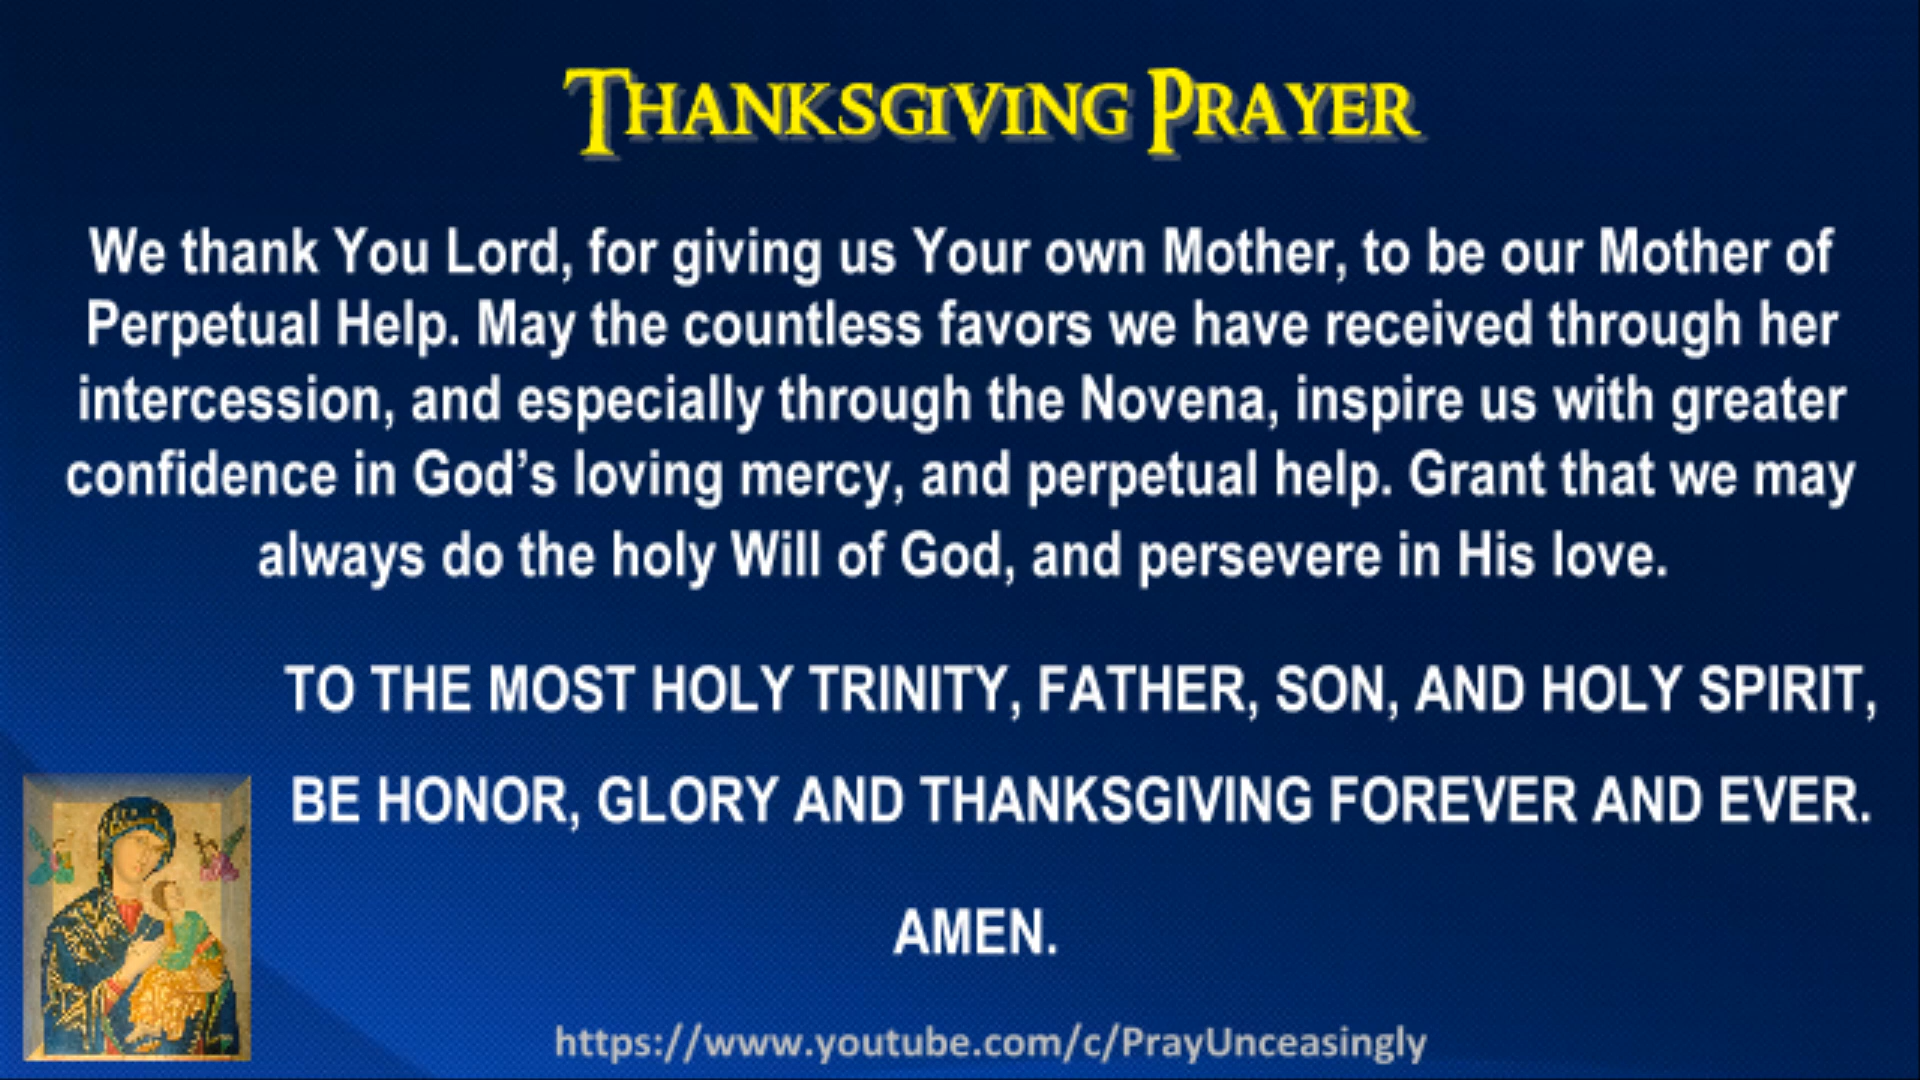 THANKSGIVING PRAYER
We thank You Lord, for giving us Your own Mother, to be our Mother of
Perpetual Help. May the countless favors we have received through her
intercession, and especially through the Novena, inspire us with greater
confidence in God’s loving mercy, and perpetual help. Grant that we may
always do the holy Will of God, and persevere in His love.
TO THE MOST HOLY TRINITY, FATHER, SON, AND HOLY SPIRIT,
BE HONOR, GLORY AND THANKSGIVING FOREVER AND EVER.
AMEN.
https://www.youtube.com/c/PrayUnceasingly